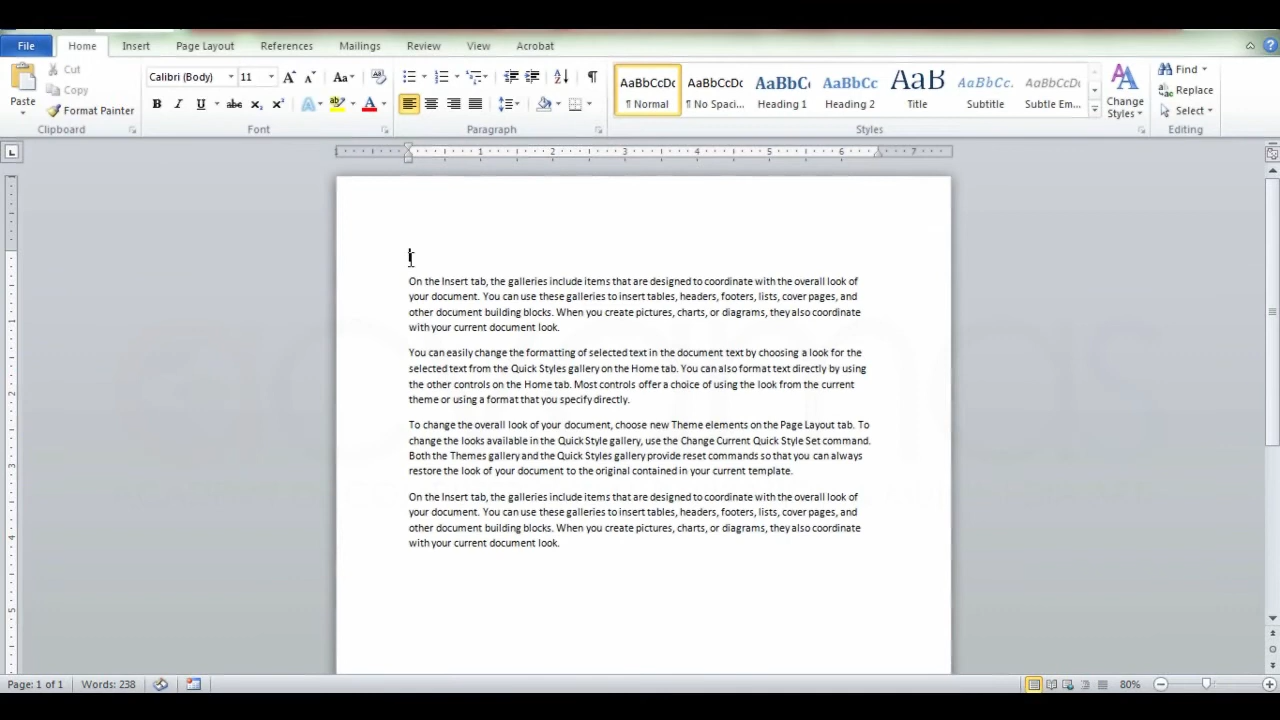 File Home Insert Page Layout References Mailings Review View Acrobat
Cut
Copy
Format Painter
Paste
Clipboard
Calibri (Body) 11
Font
Paragraph
AaBbCcDc AaBbCcDc AaBbC AaBbCc AaB AaBbCc. AaBbCcDc
¶ Normal ¶ No Spaci... Heading 1 Heading 2 Title Subtitle Subtle Em...
Change
Styles
Styles
Find
Replace
Select
Editing
1 2 3 4 5 6 7
On the Insert tab, the galleries include items that are designed to coordinate with the overall look of
your document. You can use these galleries to insert tables, headers, footers, lists, cover pages, and
other document building blocks. When you create pictures, charts, or diagrams, they also coordinate
with your current document look.
You can easily change the formatting of selected text in the document text by choosing a look for the
selected text from the Quick Styles gallery on the Home tab. You can also format text directly by using
the other controls on the Home tab. Most controls offer a choice of using the look from the current
theme or using a format that you specify directly.
To change the overall look of your document, choose new Theme elements on the Page Layout tab. To
change the looks available in the Quick Style gallery, use the Change Current Quick Style Set command.
Both the Themes gallery and the Quick Styles gallery provide reset commands so that you can always
restore the look of your document to the original contained in your current template.
On the Insert tab, the galleries include items that are designed to coordinate with the overall look of
your document. You can use these galleries to insert tables, headers, footers, lists, cover pages, and
other document building blocks. When you create pictures, charts, or diagrams, they also coordinate
with your current document look.
Page: 1 of 1 Words: 238 80%